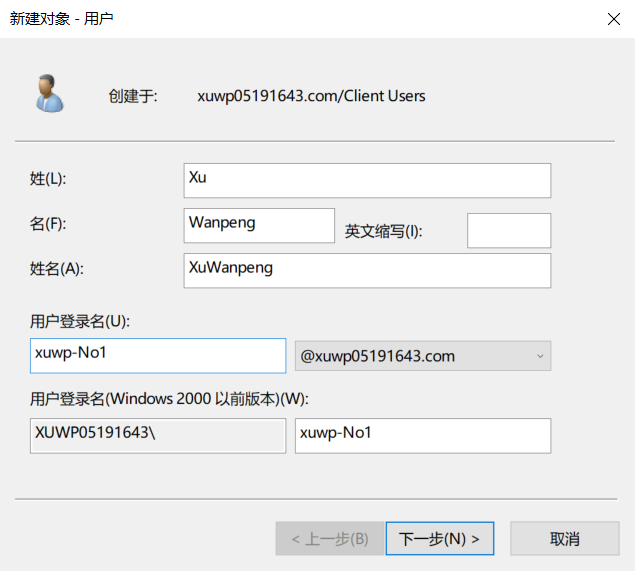 新建对象 - 用户
创建于: xuwp05191643.com/Client Users
姓(L): Xu
名(F): Wanpeng 英文缩写(I):
姓名(A): XuWanpeng
用户登录名(U):
xuwp-No1 @xuwp05191643.com
用户登录名(Windows 2000 以前版本)(W):
XUWP05191643\ xuwp-No1
< 上一步(B) 下一步(N) > 取消